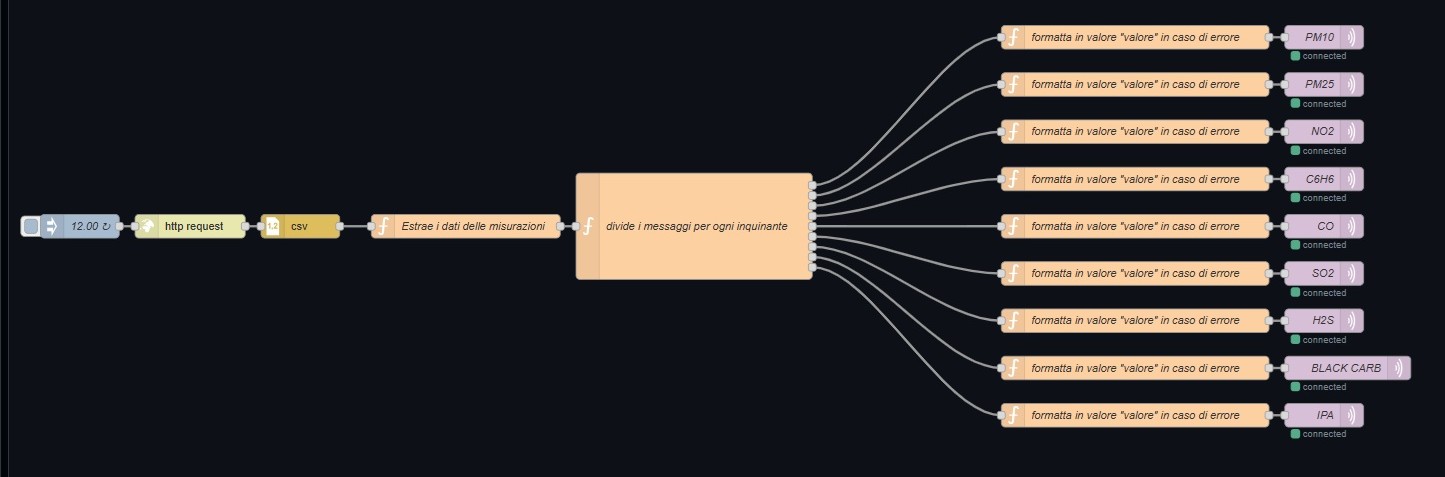 12.00 ↻
http request
1,2
csv
Estrae i dati delle misurazioni
divide i messaggi per ogni inquinante
formatta in valore "valore" in caso di errore
PM10
connected
formatta in valore "valore" in caso di errore
PM25
connected
formatta in valore "valore" in caso di errore
NO2
connected
formatta in valore "valore" in caso di errore
C6H6
connected
formatta in valore "valore" in caso di errore
CO
connected
formatta in valore "valore" in caso di errore
SO2
connected
formatta in valore "valore" in caso di errore
H2S
connected
formatta in valore "valore" in caso di errore
BLACK CARB
connected
formatta in valore "valore" in caso di errore
IPA
connected